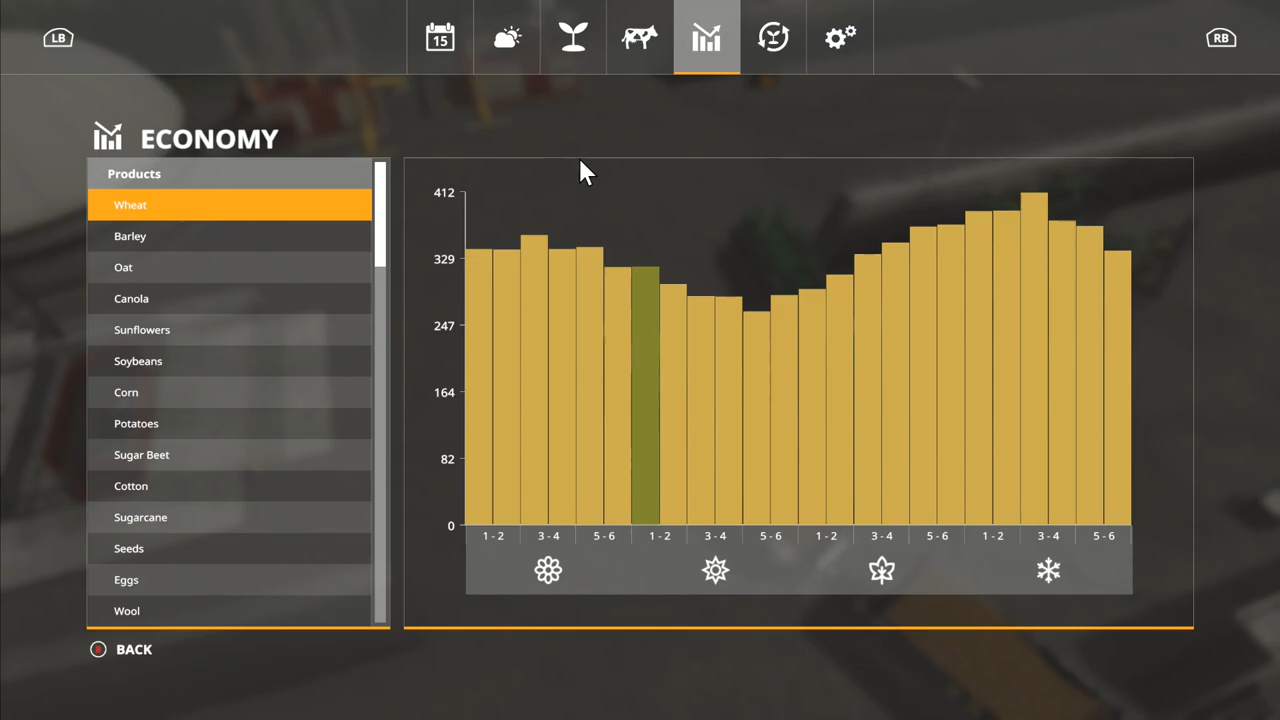 LB
15
RB
ECONOMY
Products
Wheat
Barley
Oat
Canola
Sunflowers
Soybeans
Corn
Potatoes
Sugar Beet
Cotton
Sugarcane
Seeds
Eggs
Wool
412
329
247
164
82
0
1 - 2 3 - 4 5 - 6 1 - 2 3 - 4 5 - 6 1 - 2 3 - 4 5 - 6 1 - 2 3 - 4 5 - 6
BACK